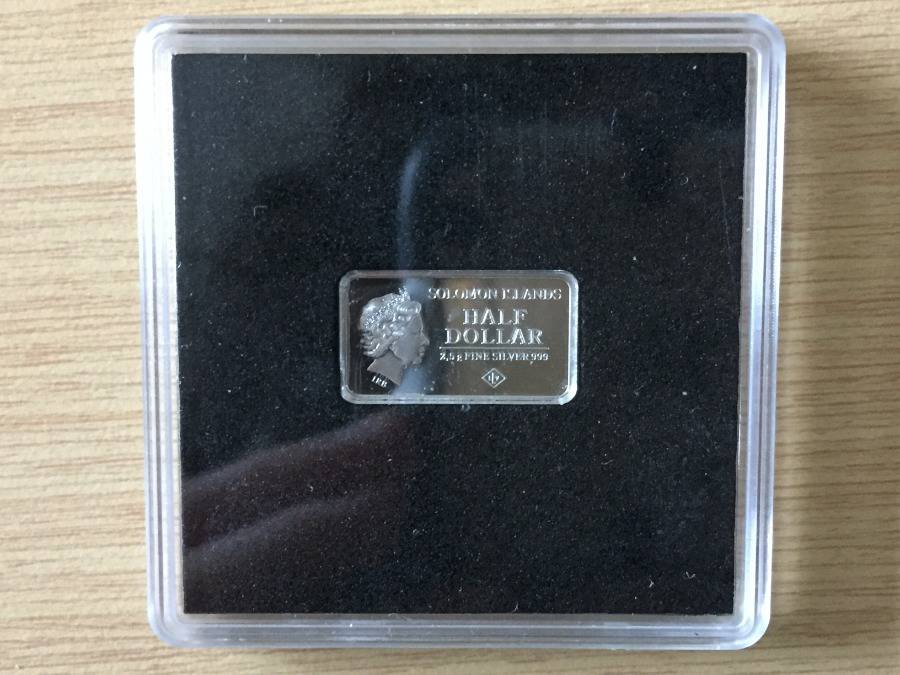 SOLOMON ISLANDS
HALF
DOLLAR
2,5 g FINE SILVER 999
IRB